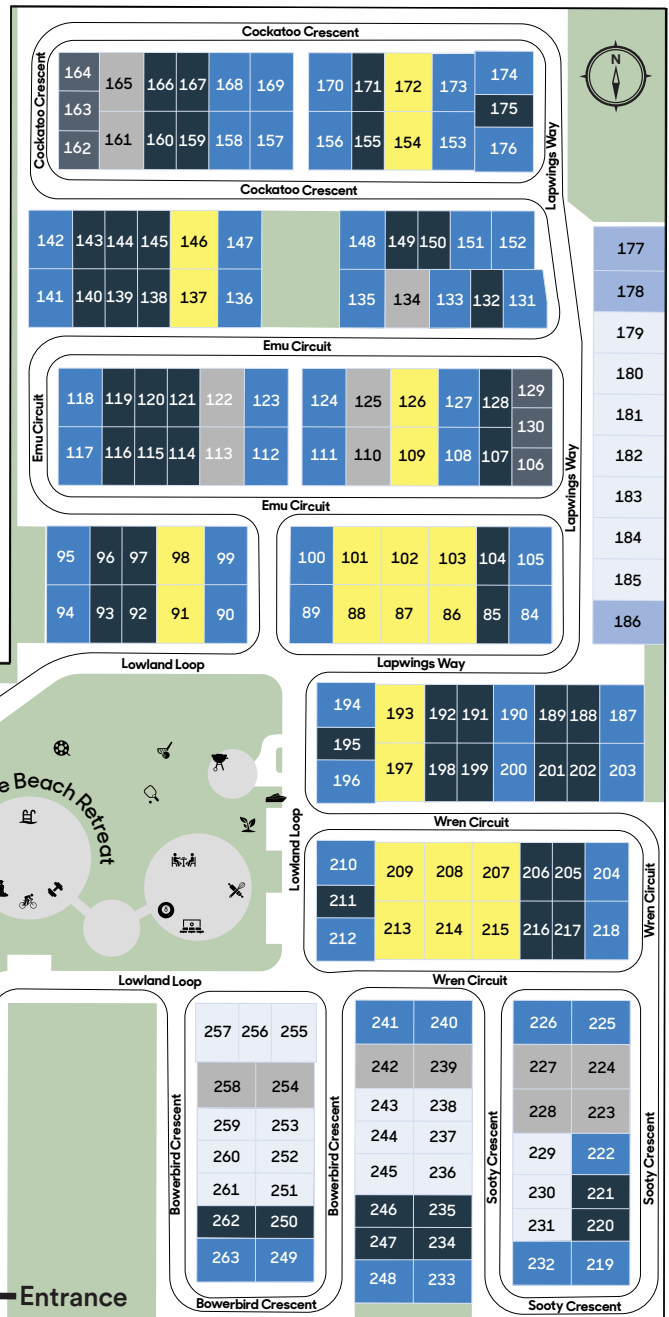 Cockatoo Crescent
N
Cockatoo Crescent
164 165 166 167 168 169 170 171 172 173 174
163 175
162 161 160 159 158 157 156 155 154 153 176
Lapwings Way
Cockatoo Crescent
142 143 144 145 146 147 148 149 150 151 152
141 140 139 138 137 136 135 134 133 132 131
177
178
179
180
181
182
183
184
185
186
Emu Circuit
Emu Circuit
118 119 120 121 122 123 124 125 126 127 128 129
130
117 116 115 114 113 112 111 110 109 108 107 106
Lapwings Way
Emu Circuit
95 96 97 98 99 100 101 102 103 104 105
94 93 92 91 90 89 88 87 86 85 84
Lowland Loop
Lapwings Way
194 193 192 191 190 189 188 187
195
196 197 198 199 200 201 202 203
e Beach Retreat
Lowland Loop
Wren Circuit
210 209 208 207 206 205 204
211
212 213 214 215 216 217 218
Wren Circuit
Lowland Loop
Wren Circuit
257 256 255
258 254
259 253
260 252
261 251
262 250
263 249
Bowerbird Crescent
Bowerbird Crescent
Bowerbird Crescent
241 240
242 239
243 238
244 237
245 236
246 235
247 234
248 233
Sooty Crescent
226 225
227 224
228 223
229 222
230 221
231 220
232 219
Sooty Crescent
Sooty Crescent
Entrance